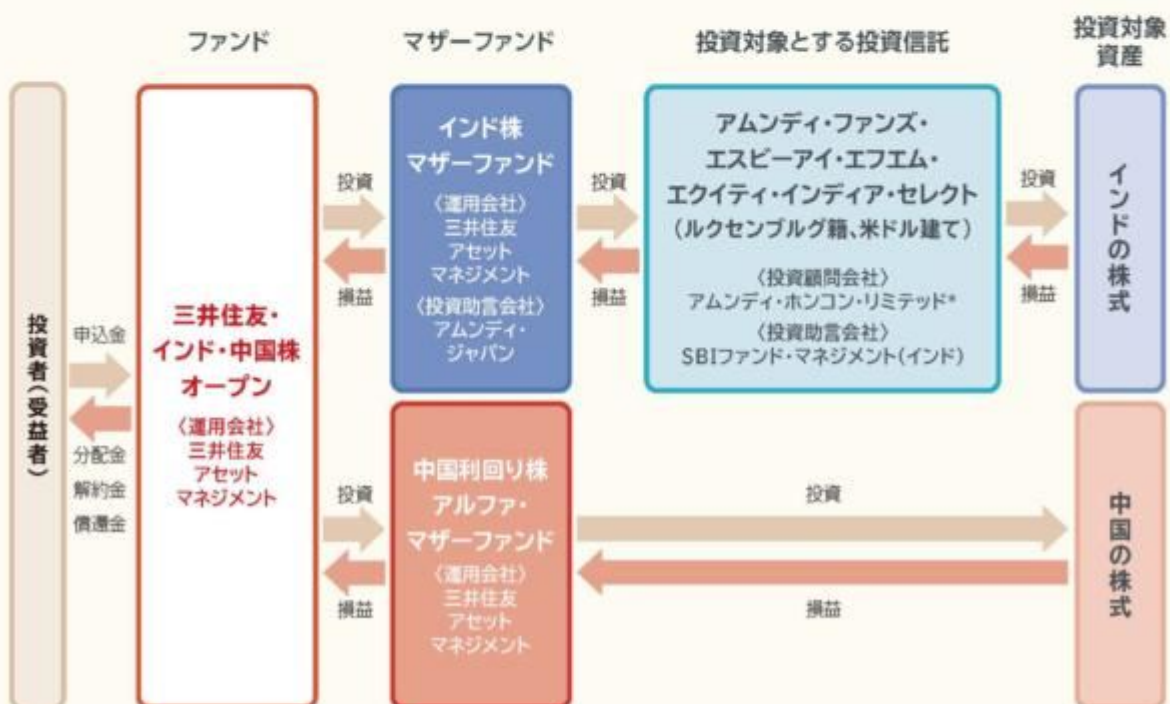 ファンド
マザーファンド
投資対象とする投資信託
投資対象
資産
投資者(受益者)
申込金
分配金
解約金
償還金
三井住友・
インド・中国株
オープン
〈運用会社〉
三井住友
アセット
マネジメント
投資
損益
インド株
マザーファンド
〈運用会社〉
三井住友
アセット
マネジメント
〈投資助言会社〉
アムンディ・
ジャパン
投資
損益
アムンディ・ファンズ・
エスビーアイ・エフエム・
エクイティ・インディア・セレクト
(ルクセンブルグ籍、米ドル建て)
〈投資顧問会社〉
アムンディ・ホンコン・リミテッド*
〈投資助言会社〉
SBIファンド・マネジメント(インド)
投資
損益
インドの株式
投資
損益
中国利回り株
アルファ・
マザーファンド
〈運用会社〉
三井住友
アセット
マネジメント
投資
損益
中国の株式